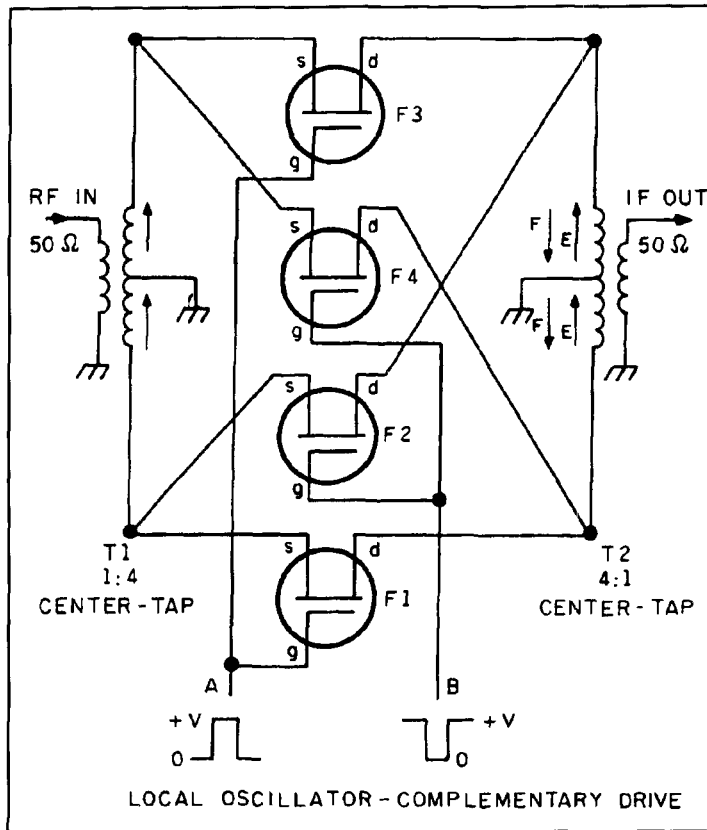 s d
F3
g
RF IN
50 Ω
IF OUT
50 Ω
F E
F E
s d
F4
g
s d
F2
g
T1
1:4
CENTER-TAP
T2
4:1
CENTER-TAP
s d
F1
g
A B
+V
0
+V
0
LOCAL OSCILLATOR-COMPLEMENTARY DRIVE